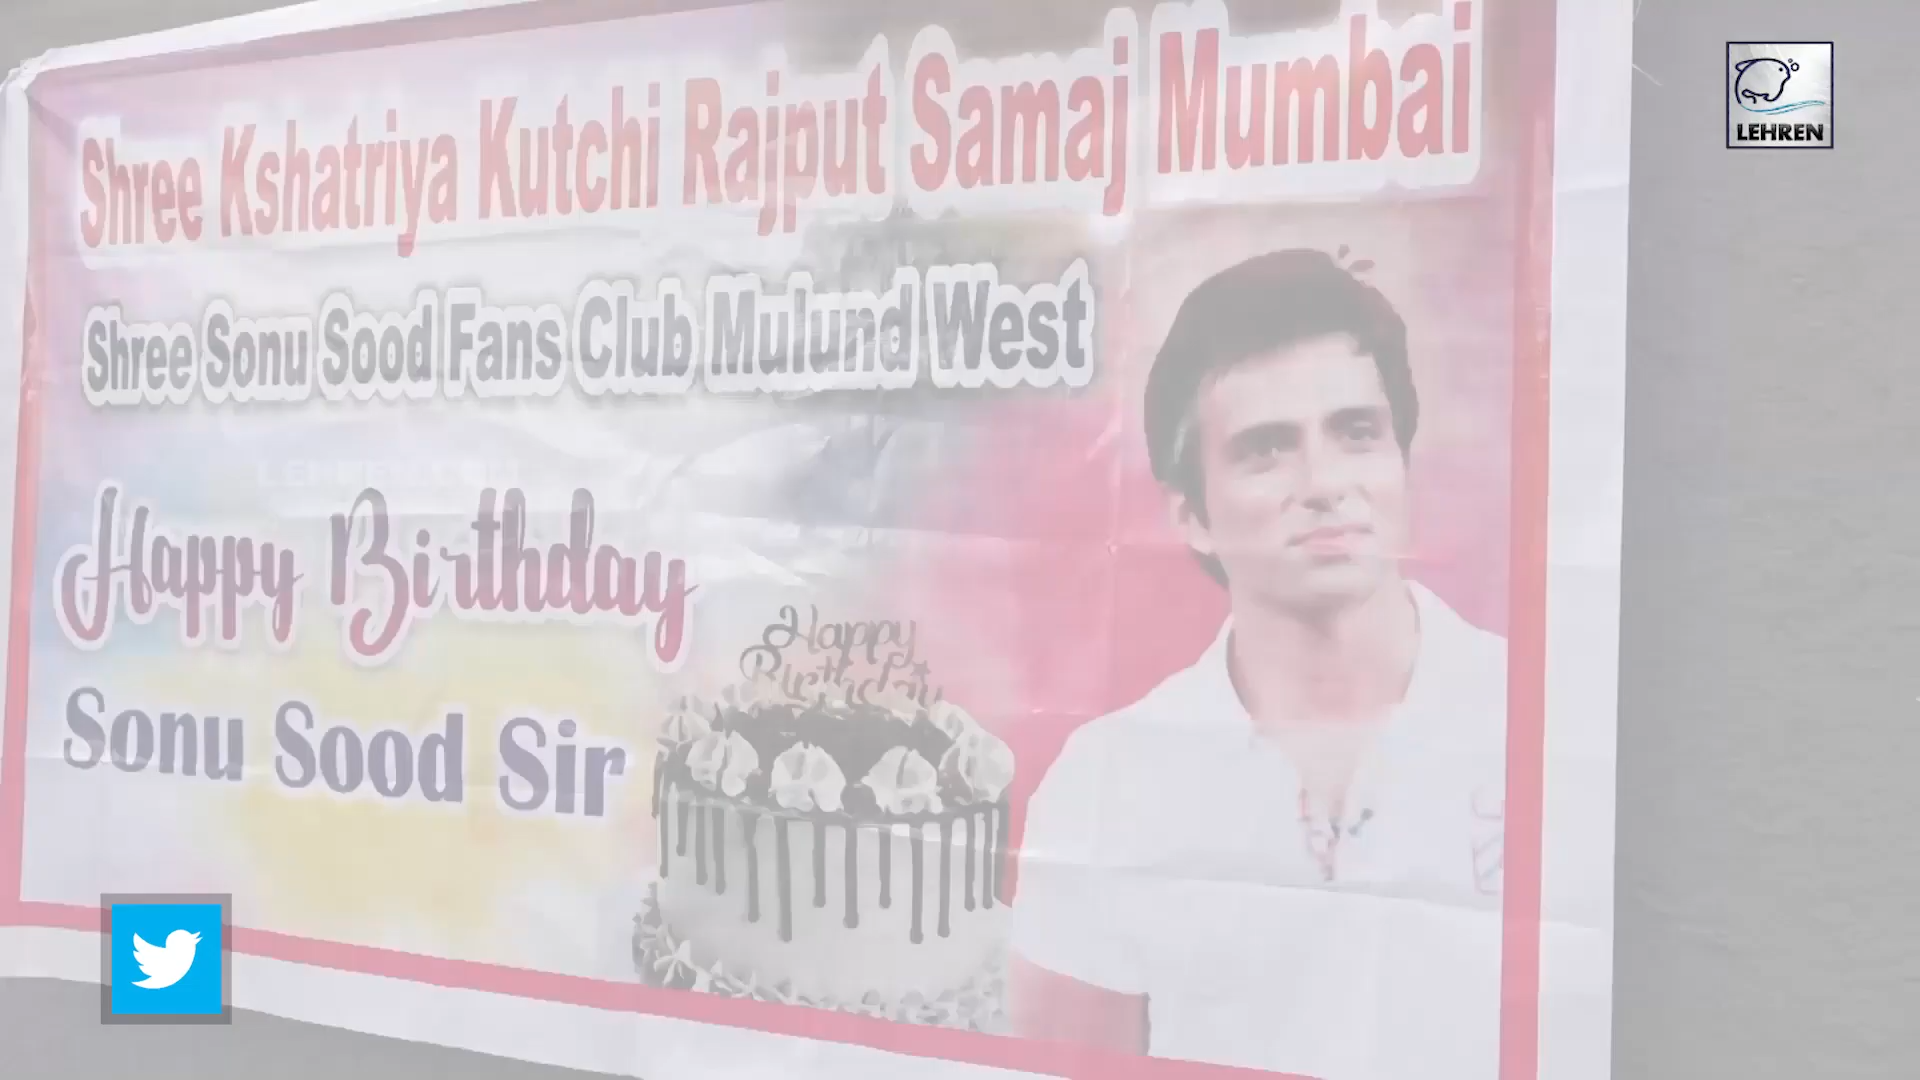 Shree Kshatriya Kutchi Rajput Samaj Mumbai
LEHREN
Shree Sonu Sood Fans Club Mulund West
Happy Birthday
Happy
Birthday
Sonu Sood Sir